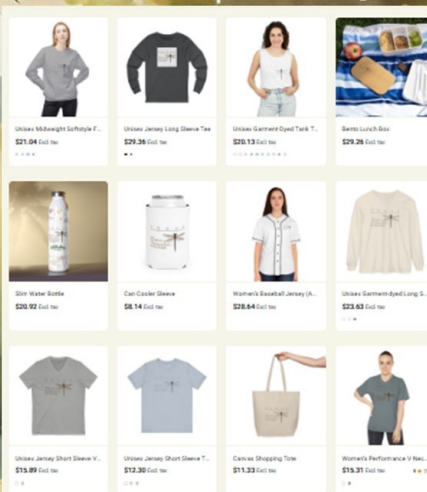 Unisex Midweight Softstyle F...
$21.04 Excl. tax
Unisex Jersey Long Sleeve Tee
$29.36 Excl. tax
Unisex Garment-Dyed Tank T...
$20.13 Excl. tax
Bento Lunch Box
$29.26 Excl. tax
Slim Water Bottle
$20.92 Excl. tax
Can Cooler Sleeve
$8.14 Excl. tax
Women's Baseball Jersey (A...
$28.64 Excl. tax
Unisex Garment-dyed Long S...
$23.63 Excl. tax
Unisex Jersey Short Sleeve V...
$15.89 Excl. tax
Unisex Jersey Short Sleeve T...
$12.30 Excl. tax
Canvas Shopping Tote
$11.33 Excl. tax
Women's Performance V-Nec...
$15.31 Excl. tax